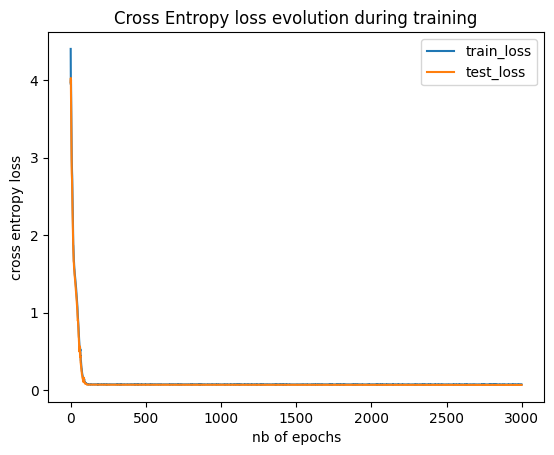 Cross Entropy loss evolution during training
train_loss
test_loss
cross entropy loss
4
3
2
1
0
0 500 1000 1500 2000 2500 3000
nb of epochs